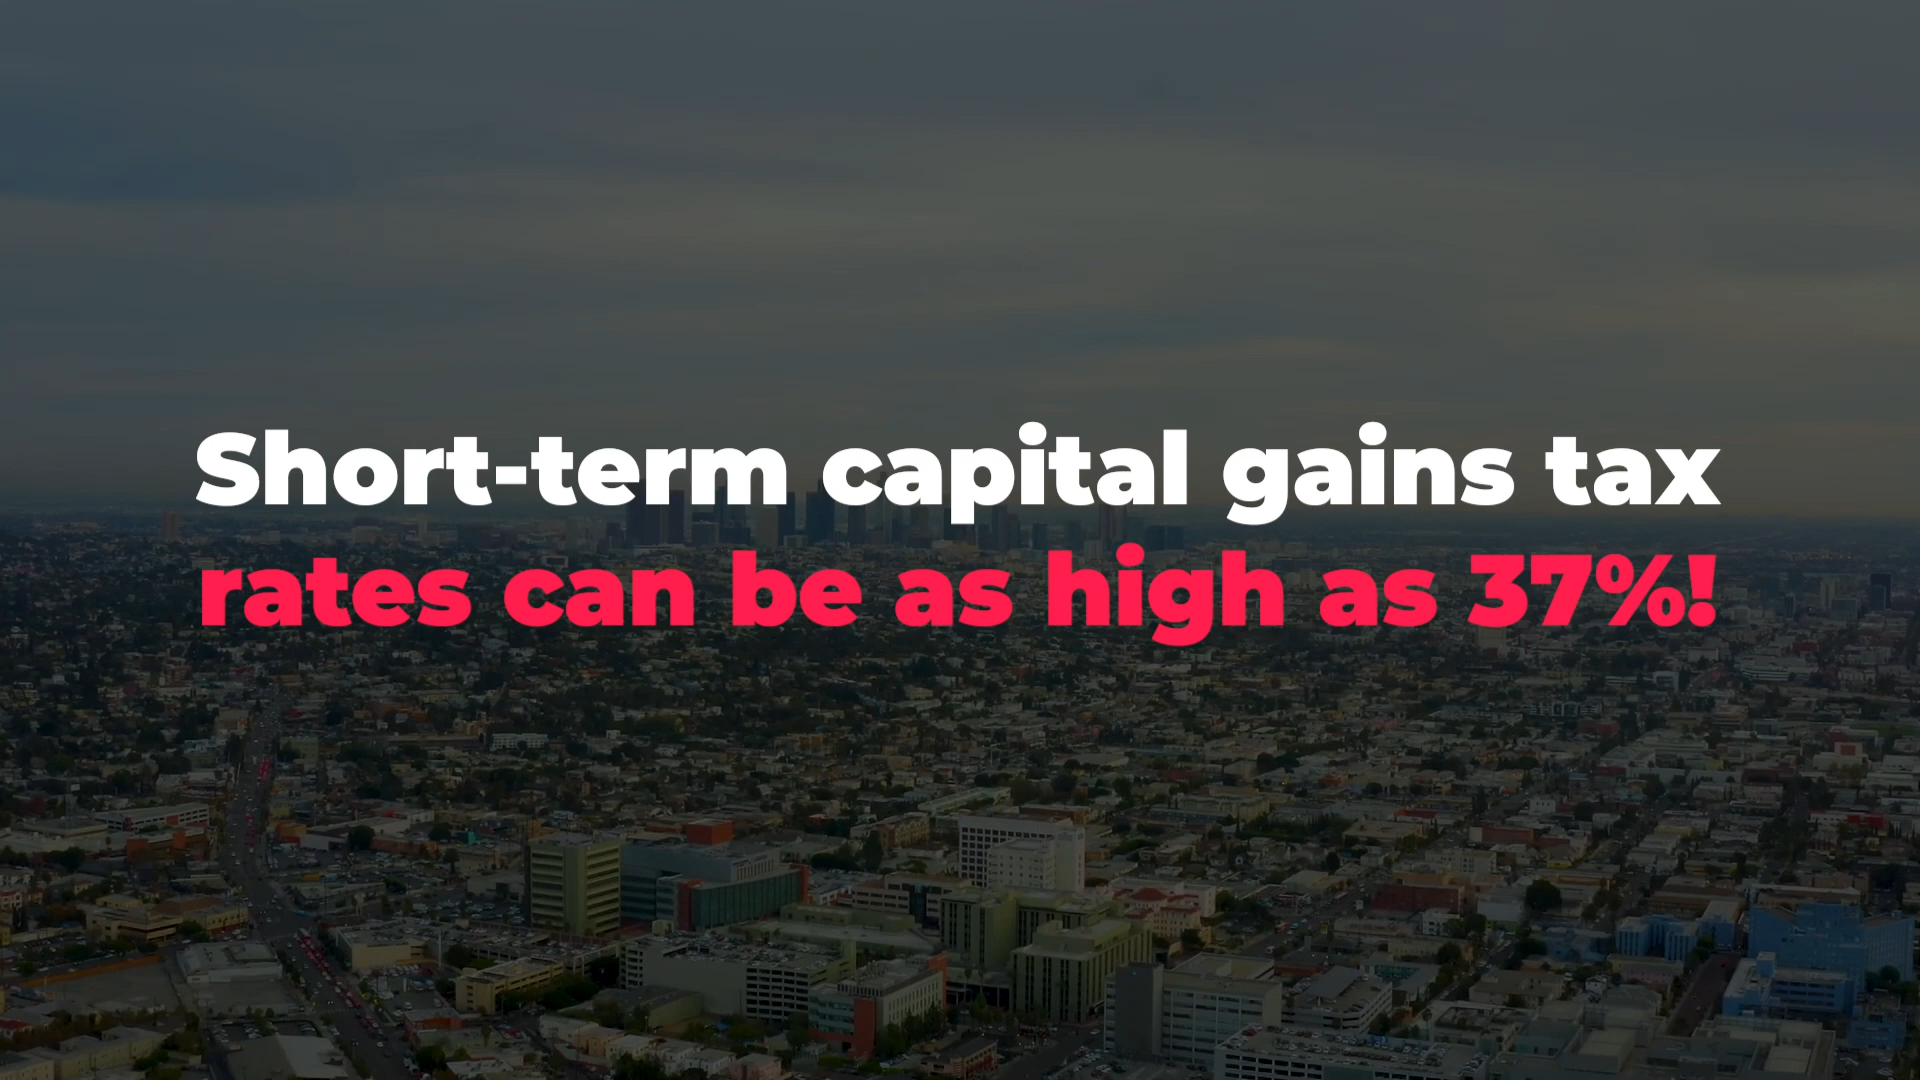 Short-term capital gains tax
rates can be as high as 37%!